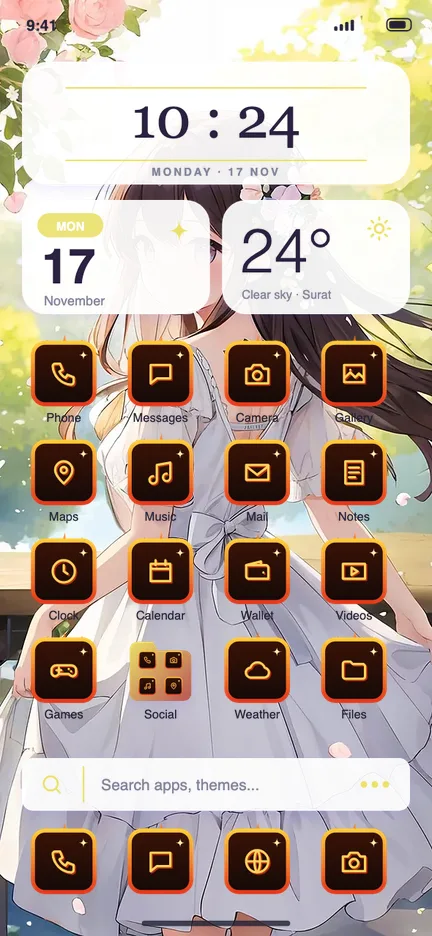 9:41
10 : 24
MONDAY · 17 NOV
MON
17
November
24°
Clear sky · Surat
Phone Messages Camera Gallery
Maps Music Mail Notes
Clock Calendar Wallet Videos
Games Social Weather Files
Search apps, themes...